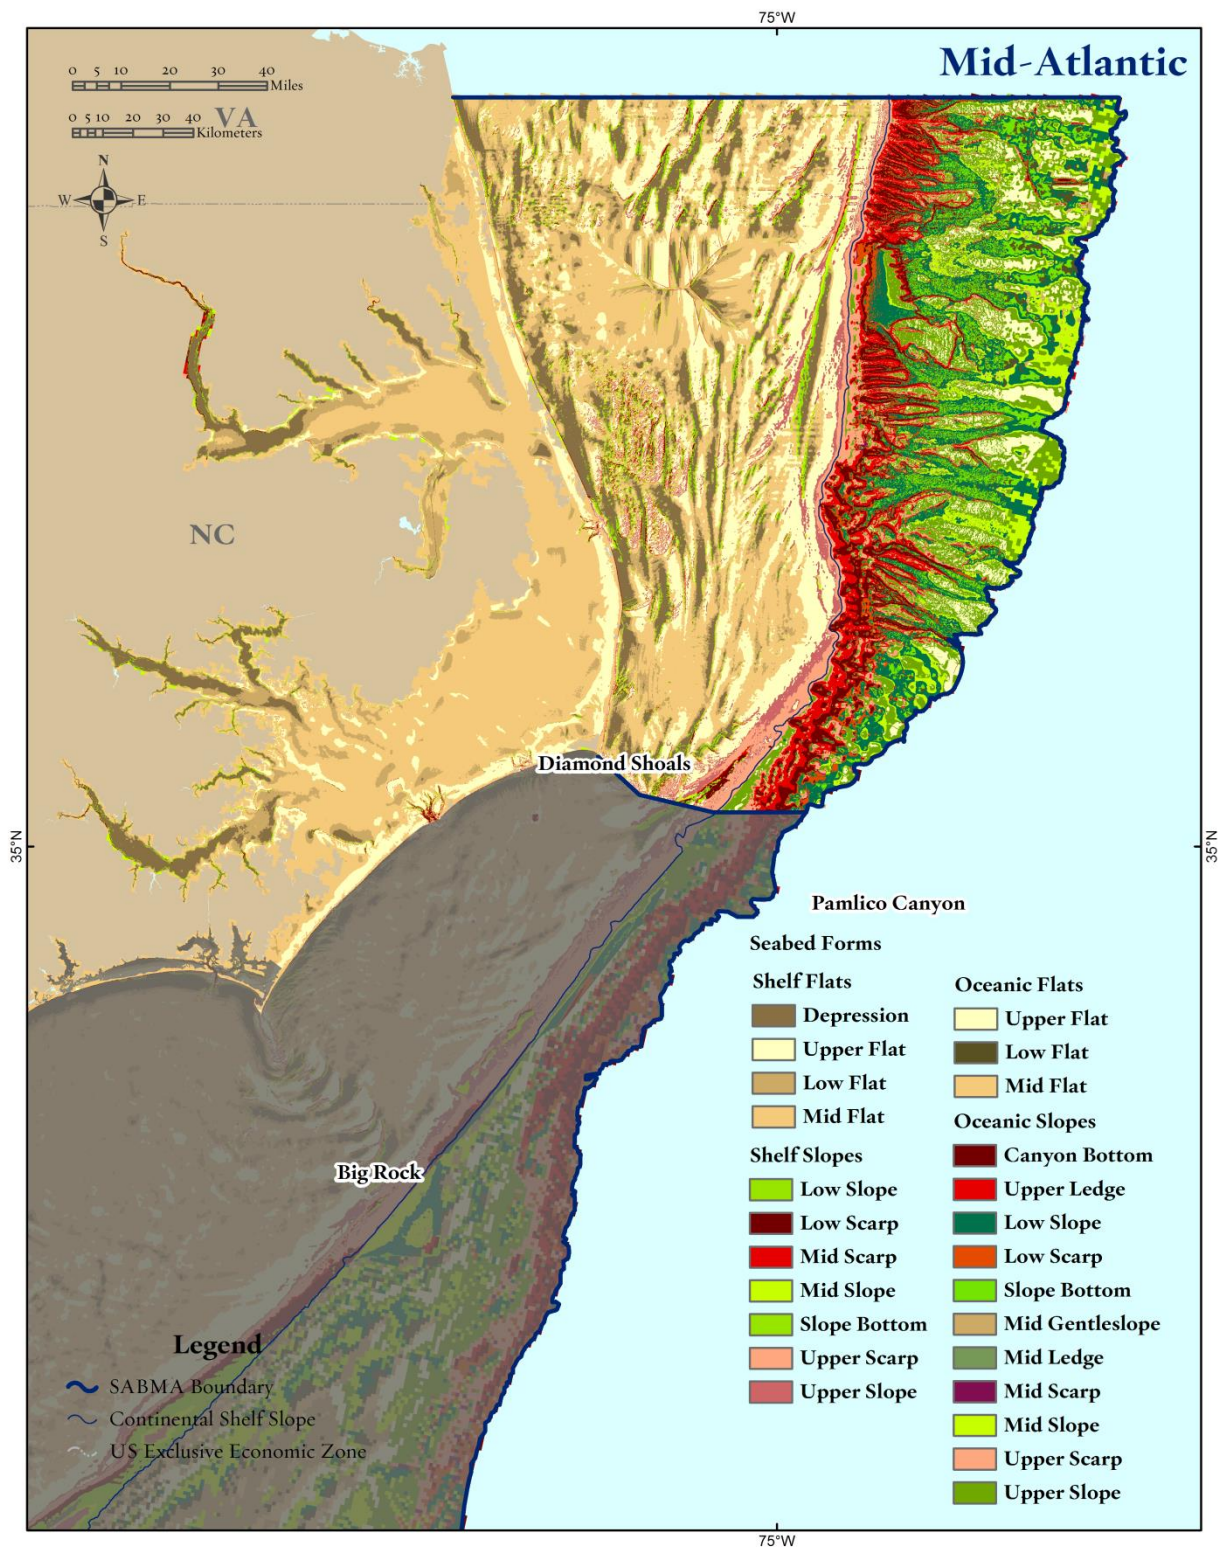 75°W
Mid-Atlantic
0 5 10 20 30 40
Miles
VA
0 5 10 20 30 40
Kilometers
N
W E
S
NC
Diamond Shoals
35°N
35°N
Pamlico Canyon
Seabed Forms
Shelf Flats
Depression
Upper Flat
Low Flat
Mid Flat
Shelf Slopes
Low Slope
Low Scarp
Mid Scarp
Mid Slope
Slope Bottom
Upper Scarp
Upper Slope
Oceanic Flats
Upper Flat
Low Flat
Mid Flat
Oceanic Slopes
Canyon Bottom
Upper Ledge
Low Slope
Low Scarp
Slope Bottom
Mid Gentleslope
Mid Ledge
Mid Scarp
Mid Slope
Upper Scarp
Upper Slope
Big Rock
Legend
SABMA Boundary
Continental Shelf Slope
US Exclusive Economic Zone
75°W